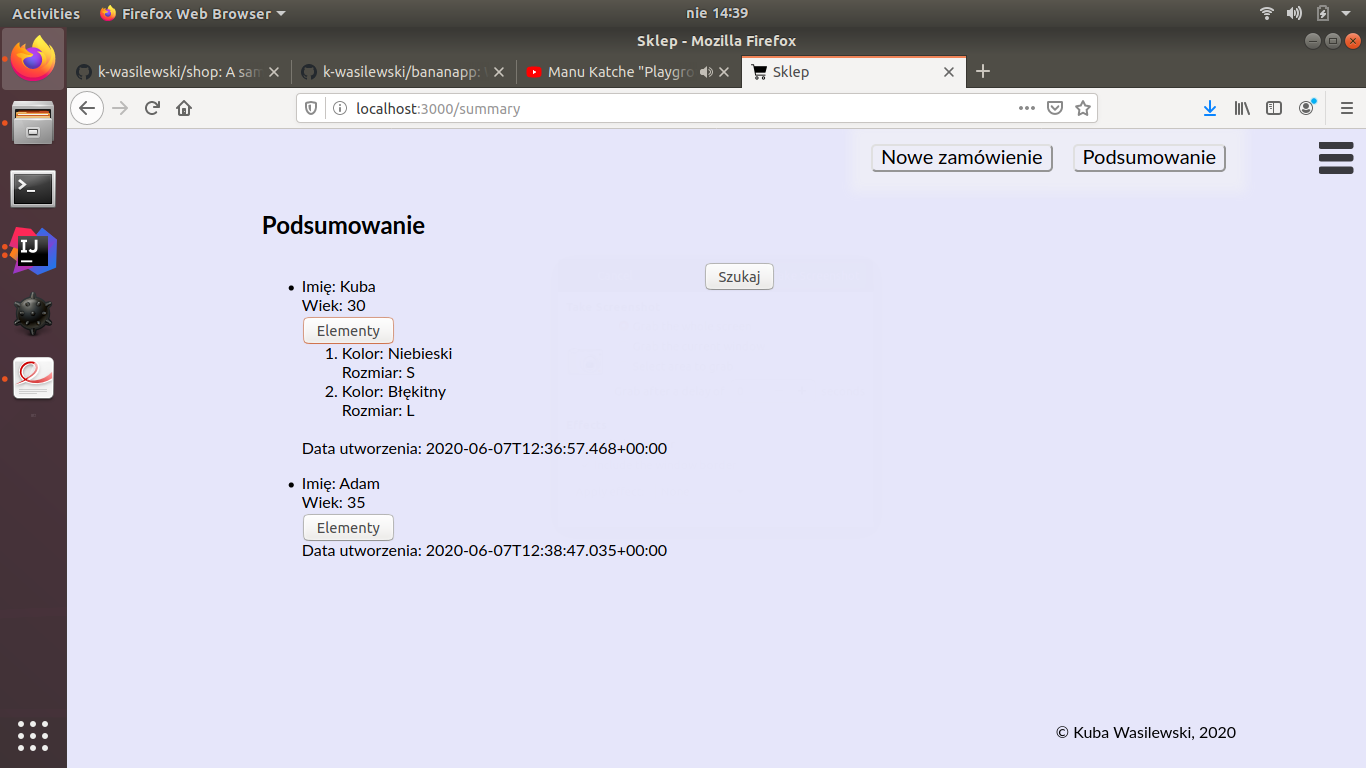 Activities
Firefox Web Browser
nie 14:39
Sklep - Mozilla Firefox
k-wasilewski/shop: A sam
k-wasilewski/bananapp:
Manu Katche "Playgro
Sklep
localhost:3000/summary
Nowe zamówienie
Podsumowanie
Podsumowanie
Szukaj
Imię: Kuba
Wiek: 30
Elementy
1. Kolor: Niebieski
Rozmiar: S
2. Kolor: Błękitny
Rozmiar: L
Data utworzenia: 2020-06-07T12:36:57.468+00:00
Imię: Adam
Wiek: 35
Elementy
Data utworzenia: 2020-06-07T12:38:47.035+00:00
© Kuba Wasilewski, 2020
IJ